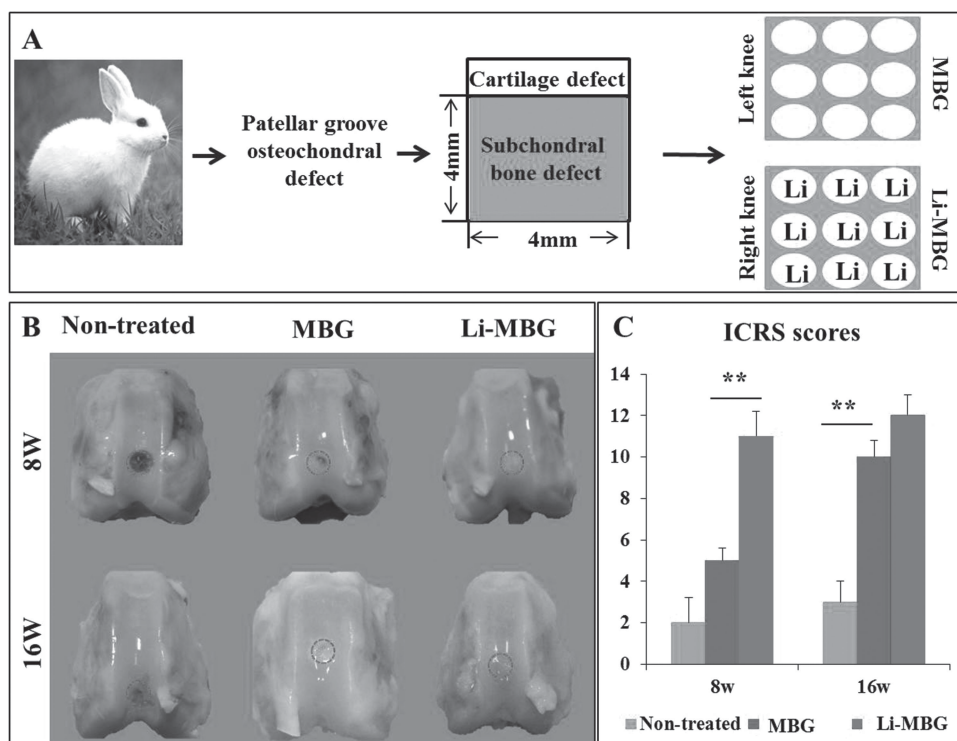 A
Patellar groove
osteochondral
defect
Cartilage defect
Subchondral
bone defect
4mm
4mm
Left knee
MBG
Right knee
Li Li Li
Li Li Li
Li Li Li
Li-MBG
B
Non-treated MBG Li-MBG
8W
16W
C
ICRS scores
14
12
10
8
6
4
2
0
**
**
8w 16w
Non-treated MBG Li-MBG